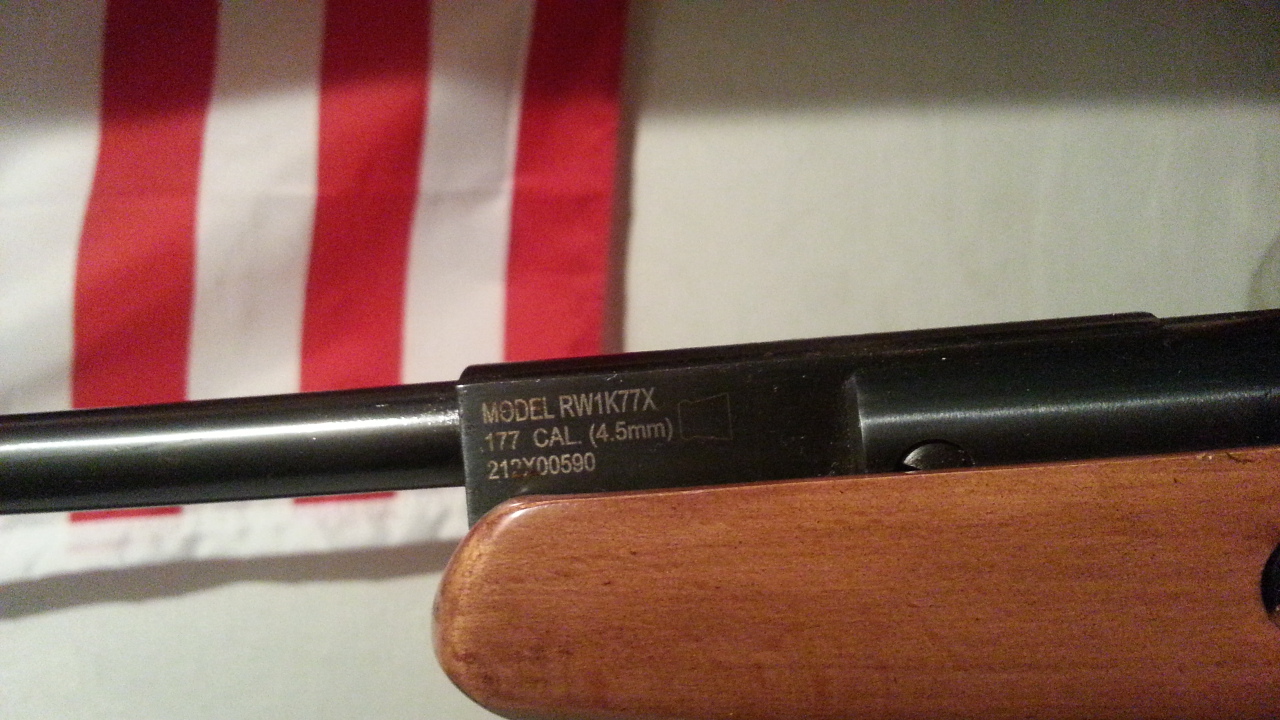 MODEL RW1K77X
.177 CAL. (4.5mm)
212X00590